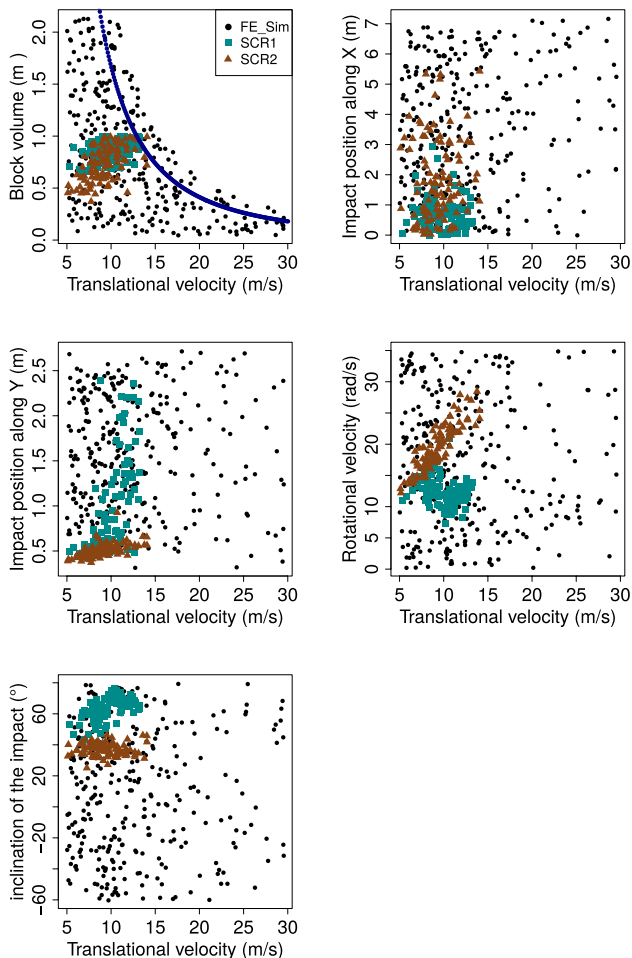 FE_Sim
SCR1
SCR2
Block volume (m )
0.0 0.5 1.0 1.5 2.0
5 10 15 20 25 30
Translational velocity (m/s)
Impact position along X (m)
0 1 2 3 4 5 6 7
5 10 15 20 25 30
Translational velocity (m/s)
Impact position along Y (m)
0.5 1.0 1.5 2.0 2.5
5 10 15 20 25 30
Translational velocity (m/s)
Rotational velocity (rad/s)
0 5 10 20 30
5 10 15 20 25 30
Translational velocity (m/s)
inclination of the impact (°)
−60 −20 20 60
5 10 15 20 25 30
Translational velocity (m/s)